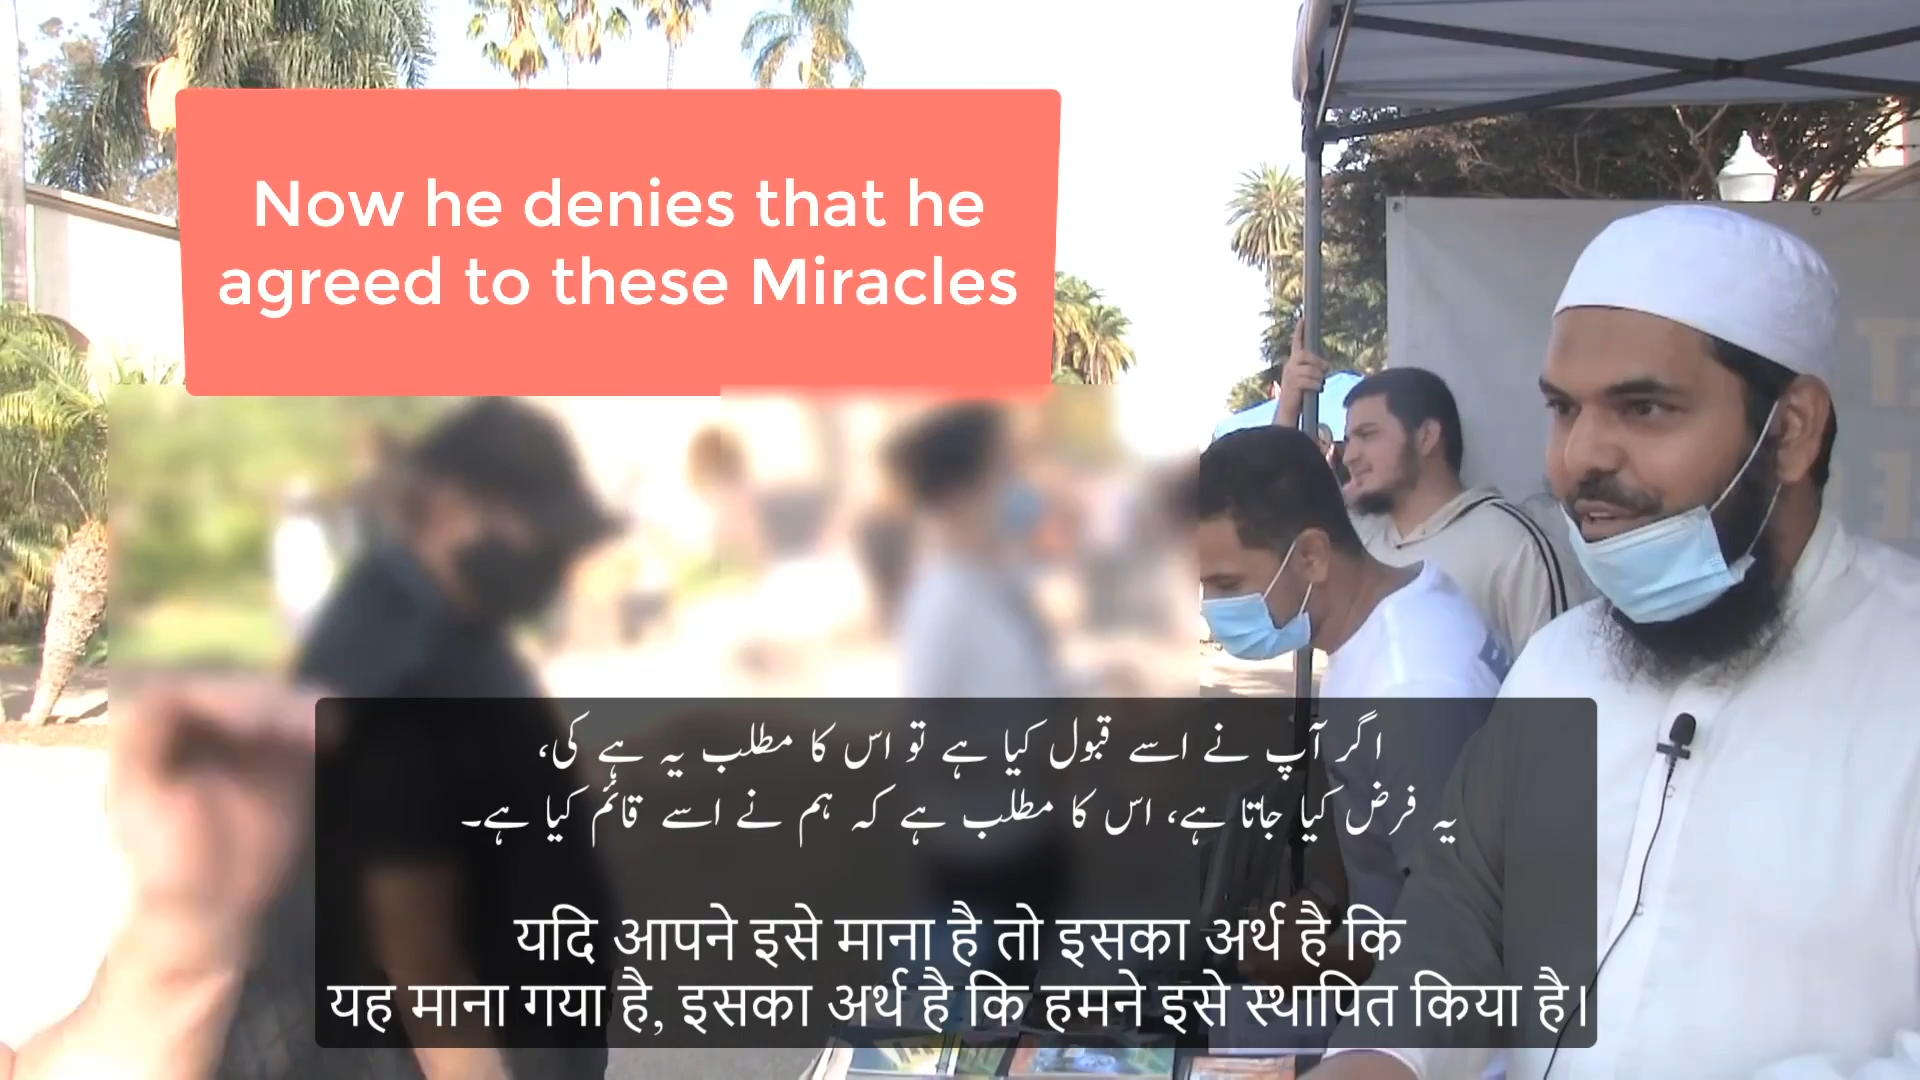 Now he denies that he
agreed to these Miracles
اگر آپ نے اسے قبول کیا ہے تو اس کا مطلب یہ ہے کی،
یہ فرض کیا جاتا ہے، اس کا مطلب ہے کہ ہم نے اسے قائم کیا ہے۔
यदि आपने इसे माना है तो इसका अर्थ है कि
यह माना गया है, इसका अर्थ है कि हमने इसे स्थापित किया है।